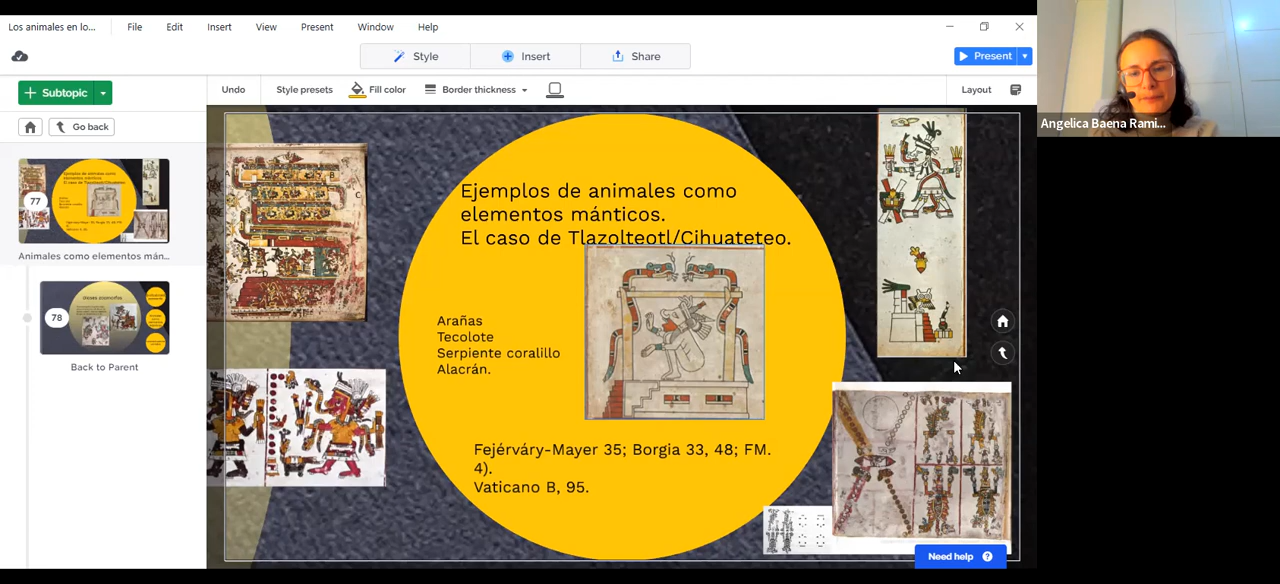 Los animales en lo...
File
Edit
Insert
View
Present
Window
Help
Style
Insert
Share
Present
Subtopic
Undo
Style presets
Fill color
Border thickness
Layout
Go back
77
Animales como elementos mán...
78
Back to Parent
Ejemplos de animales como
elementos mánticos.
El caso de Tlazolteotl/Cihuateteo.
Arañas
Tecolote
Serpiente coralillo
Alacrán.
Fejérváry-Mayer 35; Borgia 33, 48; FM.
4).
Vaticano B, 95.
Need help ?
Angelica Baena Rami...